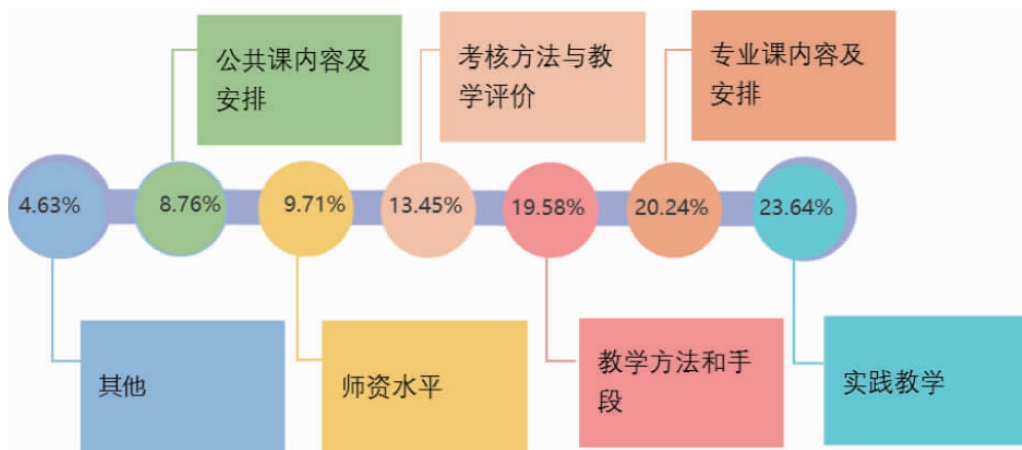 公共课内容及
安排
考核方法与教
学评价
专业课内容及
安排
4.63%
8.76%
9.71%
13.45%
19.58%
20.24%
23.64%
其他
师资水平
教学方法和手
段
实践教学